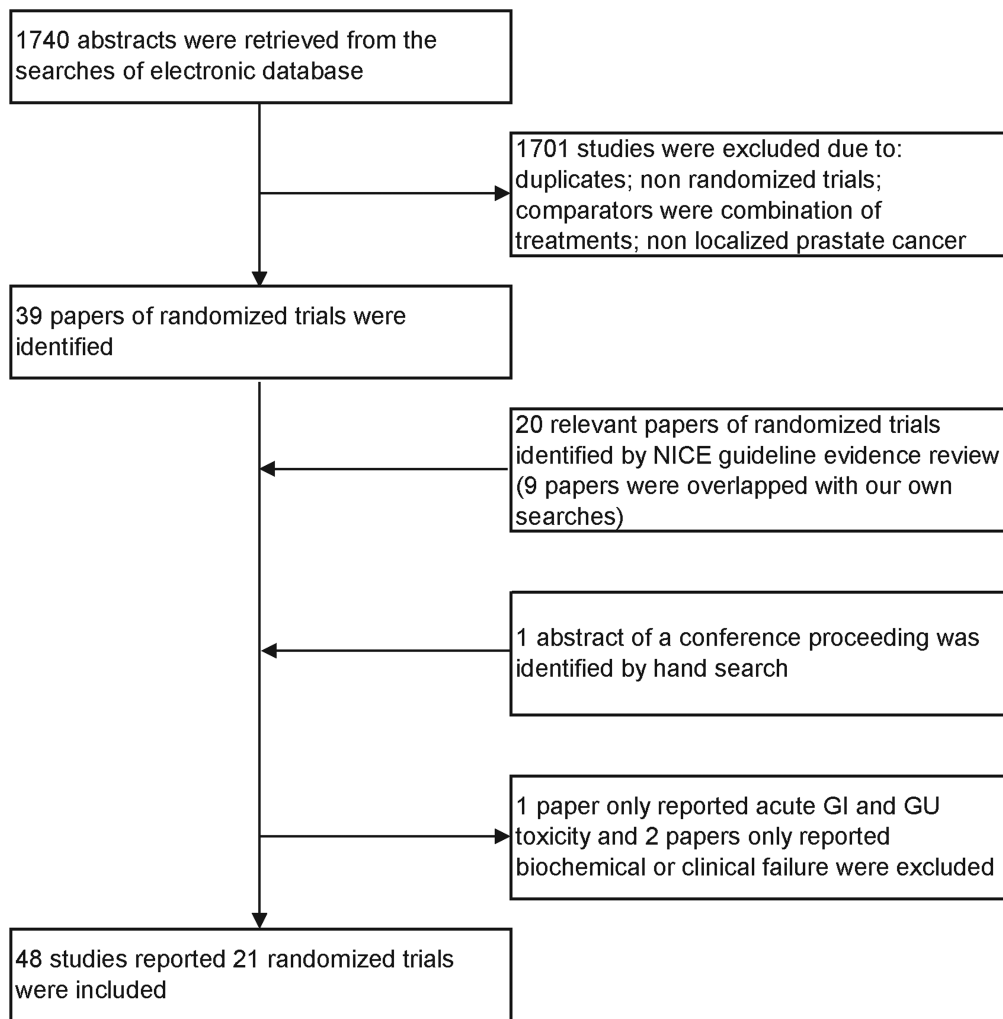 1740 abstracts were retrieved from the
searches of electronic database
1701 studies were excluded due to:
duplicates; non randomized trials;
comparators were combination of
treatments; non localized prastate cancer
39 papers of randomized trials were
identified
20 relevant papers of randomized trials
identified by NICE guideline evidence review
(9 papers were overlapped with our own
searches)
1 abstract of a conference proceeding was
identified by hand search
1 paper only reported acute GI and GU
toxicity and 2 papers only reported
biochemical or clinical failure were excluded
48 studies reported 21 randomized trials
were included